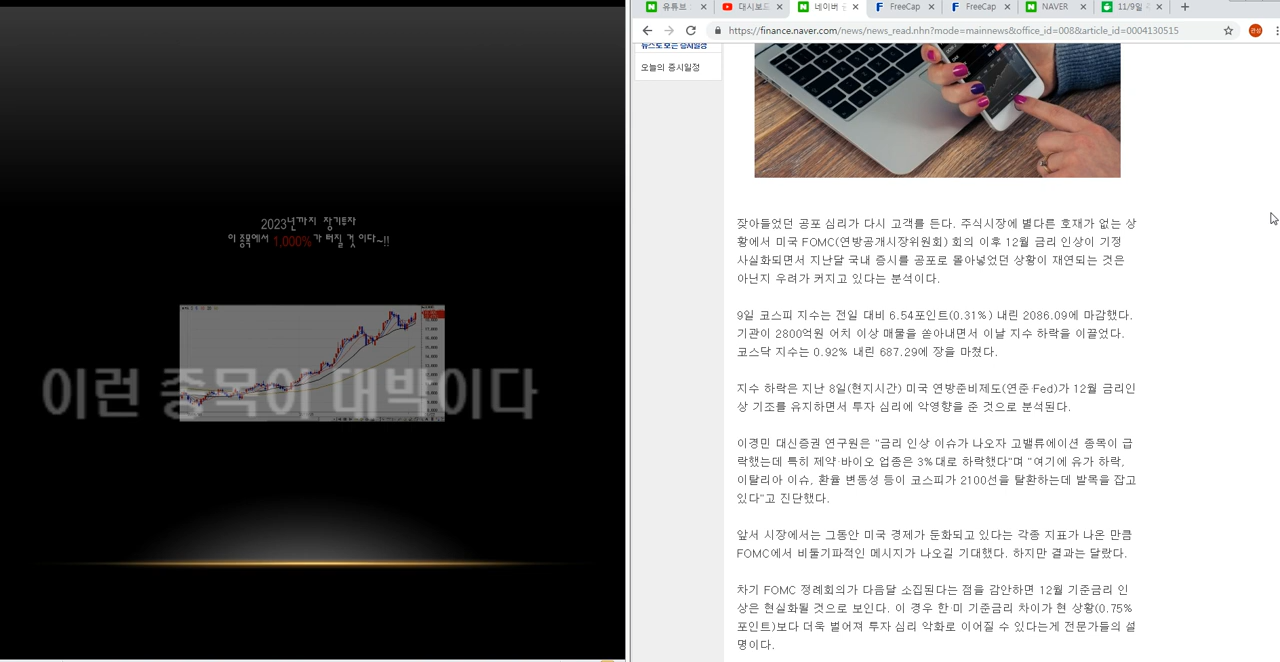 2023년까지 장기투자
이 종목에서 1,000%가 터질 것 이다~!!
이런 종목이 대박이다
유튜브
대시보드
네이버 금
FreeCap
FreeCap
NAVER
11/9일
https://finance.naver.com/news/news_read.nhn?mode=mainnews&office_id=008&article_id=0004130515
뉴스로 보는 증시일정
오늘의 증시일정
잦아들었던 공포 심리가 다시 고객를 든다. 주식시장에 별다른 호재가 없는 상
황에서 미국 FOMC(연방공개시장위원회) 회의 이후 12월 금리 인상이 기정
사실화되면서 지난달 국내 증시를 공포로 몰아넣었던 상황이 재연되는 것은
아닌지 우려가 커지고 있다는 분석이다.
9일 코스피 지수는 전일 대비 6.54포인트(0.31%) 내린 2086.09에 마감했다.
기관이 2800억원 어치 이상 매물을 쏟아내면서 이날 지수 하락을 이끌었다.
코스닥 지수는 0.92% 내린 687.29에 장을 마쳤다.
지수 하락은 지난 8일(현지시간) 미국 연방준비제도(연준 Fed)가 12월 금리인
상 기조를 유지하면서 투자 심리에 악영향을 준 것으로 분석된다.
이경민 대신증권 연구원은 "금리 인상 이슈가 나오자 고밸류에이션 종목이 급
락했는데 특히 제약·바이오 업종은 3%대로 하락했다"며 "여기에 유가 하락,
이탈리아 이슈, 환율 변동성 등이 코스피가 2100선을 탈환하는데 발목을 잡고
있다"고 진단했다.
앞서 시장에서는 그동안 미국 경제가 둔화되고 있다는 각종 지표가 나온 만큼
FOMC에서 비둘기파적인 메시지가 나오길 기대했다. 하지만 결과는 달랐다.
차기 FOMC 정례회의가 다음달 소집된다는 점을 감안하면 12월 기준금리 인
상은 현실화될 것으로 보인다. 이 경우 한·미 기준금리 차이가 현 상황(0.75%
포인트)보다 더욱 벌어져 투자 심리 악화로 이어질 수 있다는게 전문가들의 설
명이다.